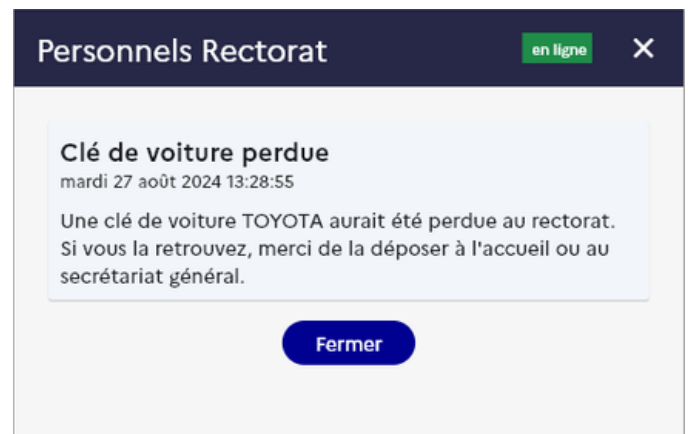 Personnels Rectorat
en ligne
Clé de voiture perdue
mardi 27 août 2024 13:28:55
Une clé de voiture TOYOTA aurait été perdue au rectorat.
Si vous la retrouvez, merci de la déposer à l'accueil ou au
secrétariat général.
Fermer